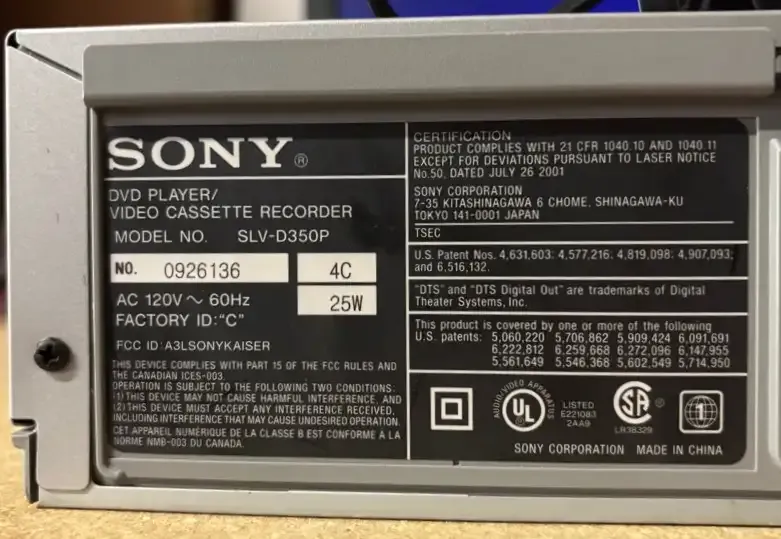 SONY®
DVD PLAYER/
VIDEO CASSETTE RECORDER
MODEL NO. SLV-D350P
NO. 0926136 4C
AC 120V ~ 60Hz 25W
FACTORY ID:"C"
FCC ID: A3LSONYKAISER
THIS DEVICE COMPLIES WITH PART 15 OF THE FCC RULES AND
THE CANADIAN ICES-003.
OPERATION IS SUBJECT TO THE FOLLOWING TWO CONDITIONS:
(1) THIS DEVICE MAY NOT CAUSE HARMFUL INTERFERENCE, AND
(2) THIS DEVICE MUST ACCEPT ANY INTERFERENCE RECEIVED,
INCLUDING INTERFERENCE THAT MAY CAUSE UNDESIRED OPERATION.
CET APPAREIL NUMÉRIQUE DE LA CLASSE B EST CONFORME À LA
NORME NMB-003 DU CANADA.
CERTIFICATION
PRODUCT COMPLIES WITH 21 CFR 1040.10 AND 1040.11
EXCEPT FOR DEVIATIONS PURSUANT TO LASER NOTICE
No.50, DATED JULY 26 2001
SONY CORPORATION
7-35 KITASHINAGAWA 6 CHOME, SHINAGAWA-KU
TOKYO 141-0001 JAPAN
TSEC
U.S. Patent Nos. 4,631,603; 4,577,216; 4,819,098; 4,907,093;
and 6,516,132.
"DTS" and "DTS Digital Out" are trademarks of Digital
Theater Systems, Inc.
This product is covered by one or more of the following
U.S. patents: 5,060,220 5,706,862 5,909,424 6,091,691
6,222,812 6,259,668 6,272,096 6,147,955
5,561,649 5,546,368 5,602,549 5,714,950
AUDIO/VIDEO APPARATUS
UL
LISTED
E221083
2AA9
SA
LR38329
1
SONY CORPORATION MADE IN CHINA